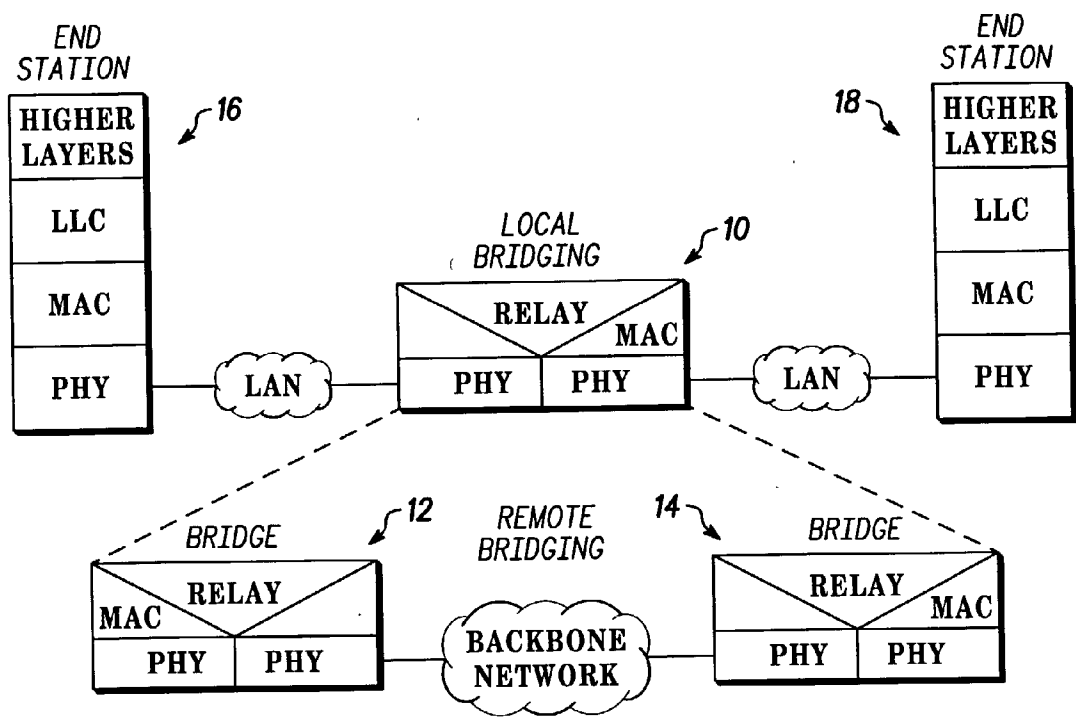 END
STATION
HIGHER
LAYERS
LLC
MAC
PHY
16
LAN
LOCAL
BRIDGING
10
RELAY
MAC
PHY PHY
LAN
END
STATION
18
HIGHER
LAYERS
LLC
MAC
PHY
BRIDGE
12
RELAY
MAC
PHY PHY
REMOTE
BRIDGING
BACKBONE
NETWORK
14
BRIDGE
RELAY
MAC
PHY PHY